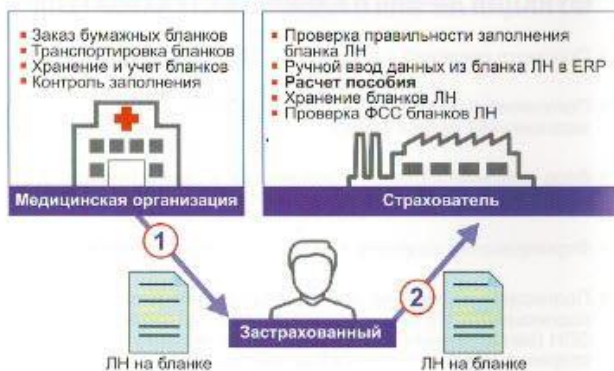 Заказ бумажных бланков
Транспортировка бланков
Хранение и учет бланков
Контроль заполнения
Медицинская организация
Проверка правильности заполнения
бланка ЛН
Ручной ввод данных из бланка ЛН в ERP
Расчет пособия
Хранение бланков ЛН
Проверка ФСС бланков ЛН
Страхователь
1
2
Застрахованный
ЛН на бланке
ЛН на бланке